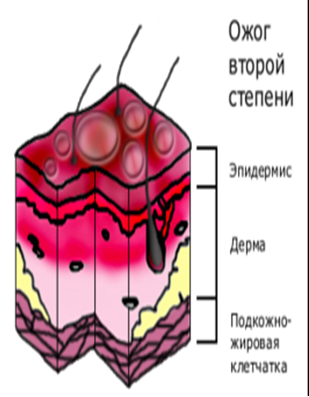 Ожог
второй
степени
Эпидермис
Дерма
Подкожно-
жировая
клетчатка